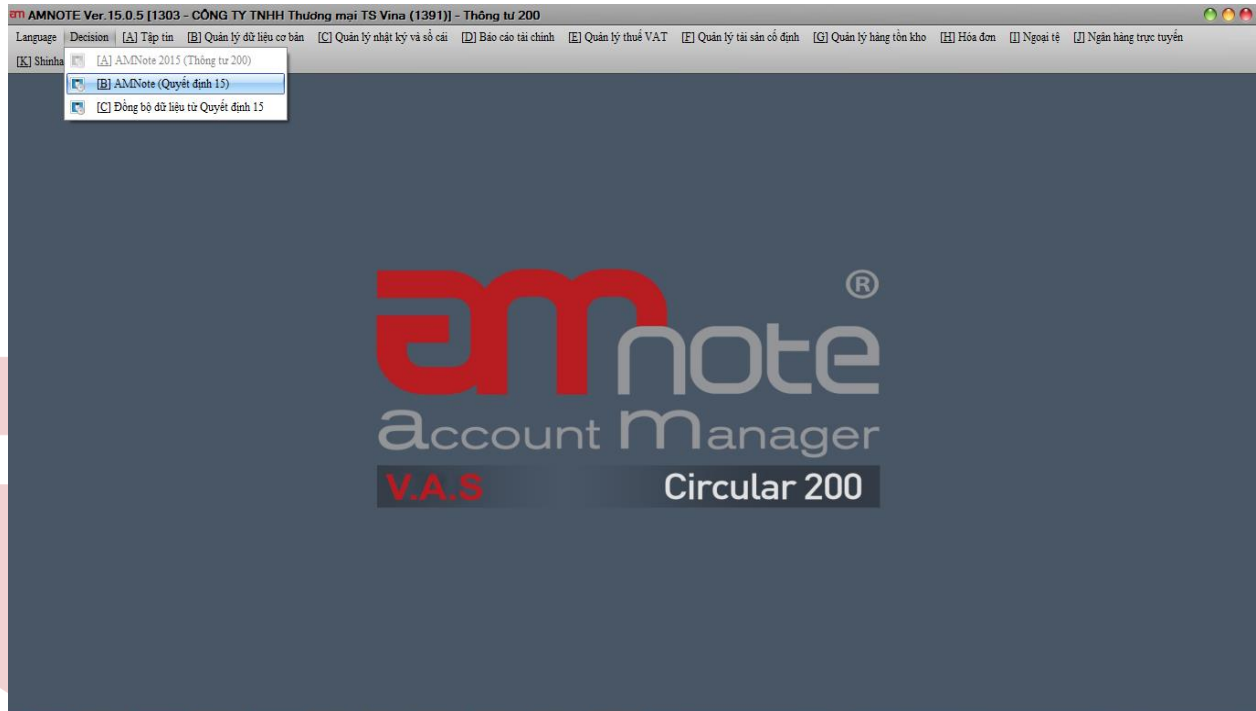 am AMNOTE Ver.15.0.5 [1303 - CÔNG TY TNHH Thương mại TS Vina (1391)] - Thông tư 200
Language Decision [A] Tập tin [B] Quản lý dữ liệu cơ bản [C] Quản lý nhật ký và sổ cái [D] Báo cáo tài chinh [E] Quản lý thuế VAT [F] Quản lý tài sản cố định [G] Quản lý hàng tồn kho [H] Hóa đơn [I] Ngoại tệ [J] Ngân hàng trực tuyến
[K] Shinha
[A] AMNote 2015 (Thông tư 200)
[B] AMNote (Quyết định 15)
[C] Đồng bộ dữ liệu từ Quyết định 15
amnote ®
account manager
V.A.S Circular 200